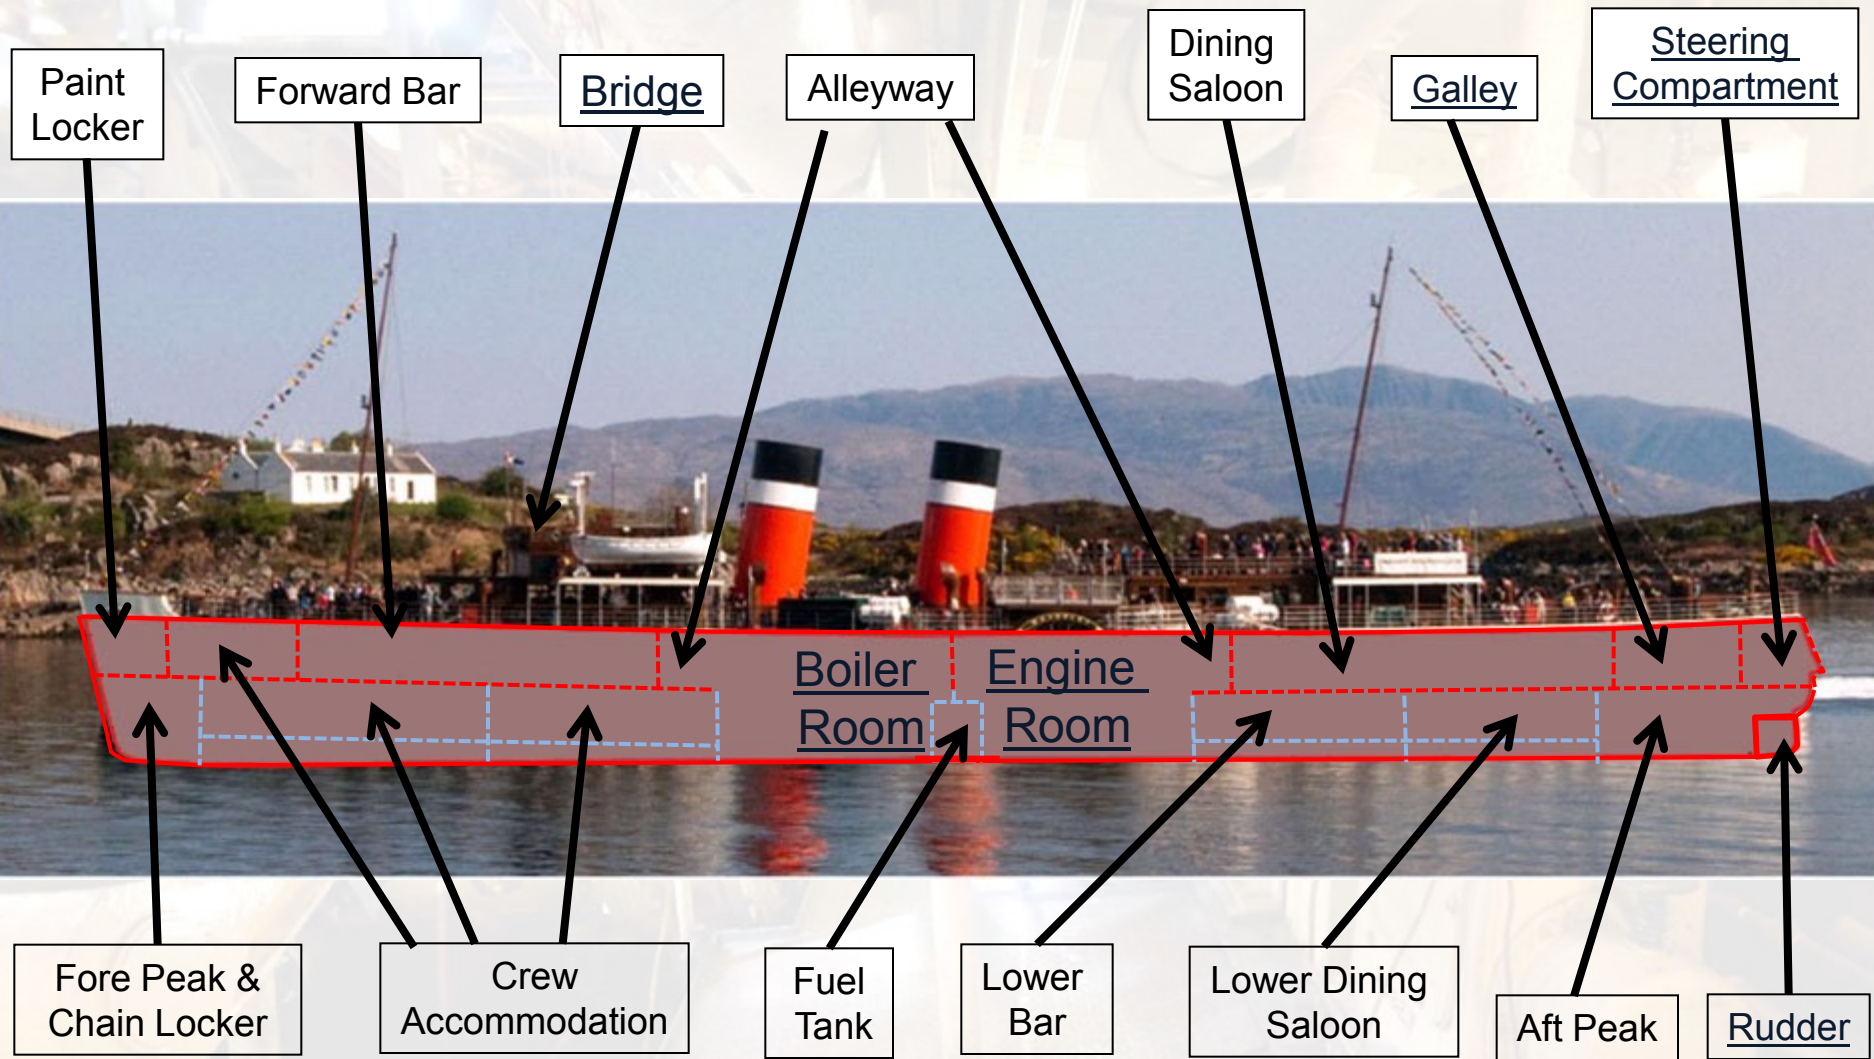 Paint
Locker
Forward Bar
Bridge
Alleyway
Dining
Saloon
Galley
Steering
Compartment
Boiler
Room
Engine
Room
Fore Peak &
Chain Locker
Crew
Accommodation
Fuel
Tank
Lower
Bar
Lower Dining
Saloon
Aft Peak
Rudder